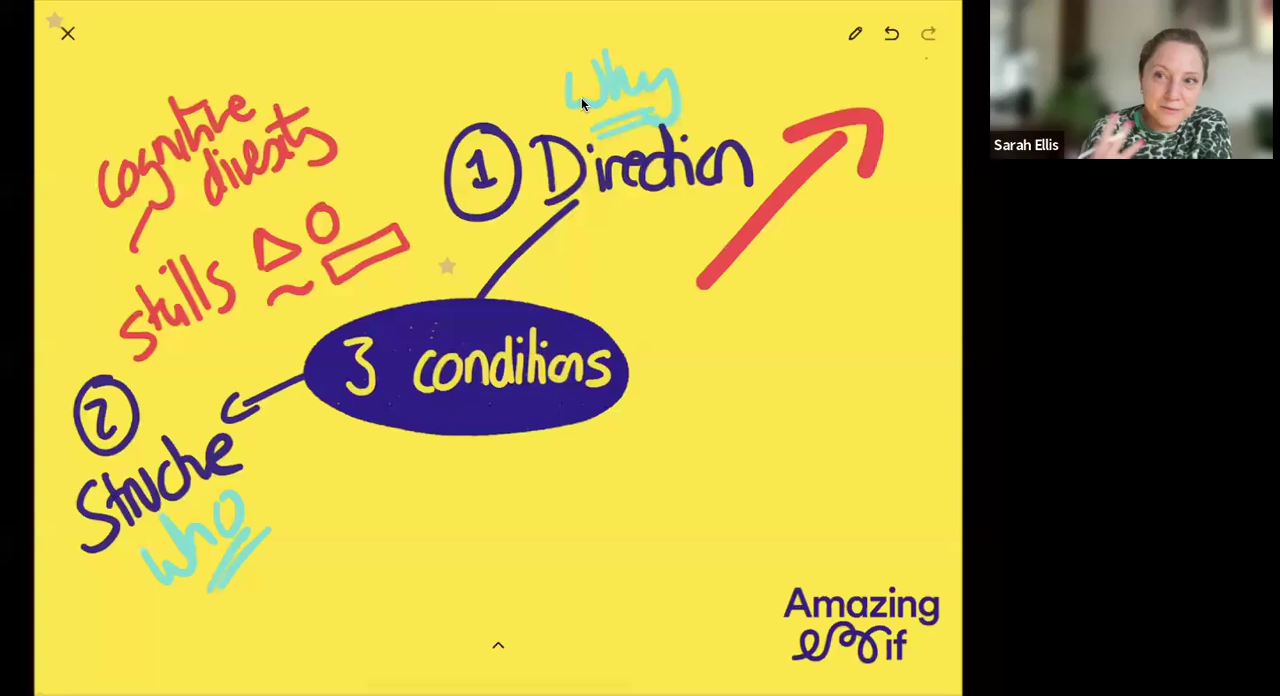 Why
1 Direction
cognitive
diversity
skills
3 conditions
2
Structure
Who
Amazing
if
Sarah Ellis